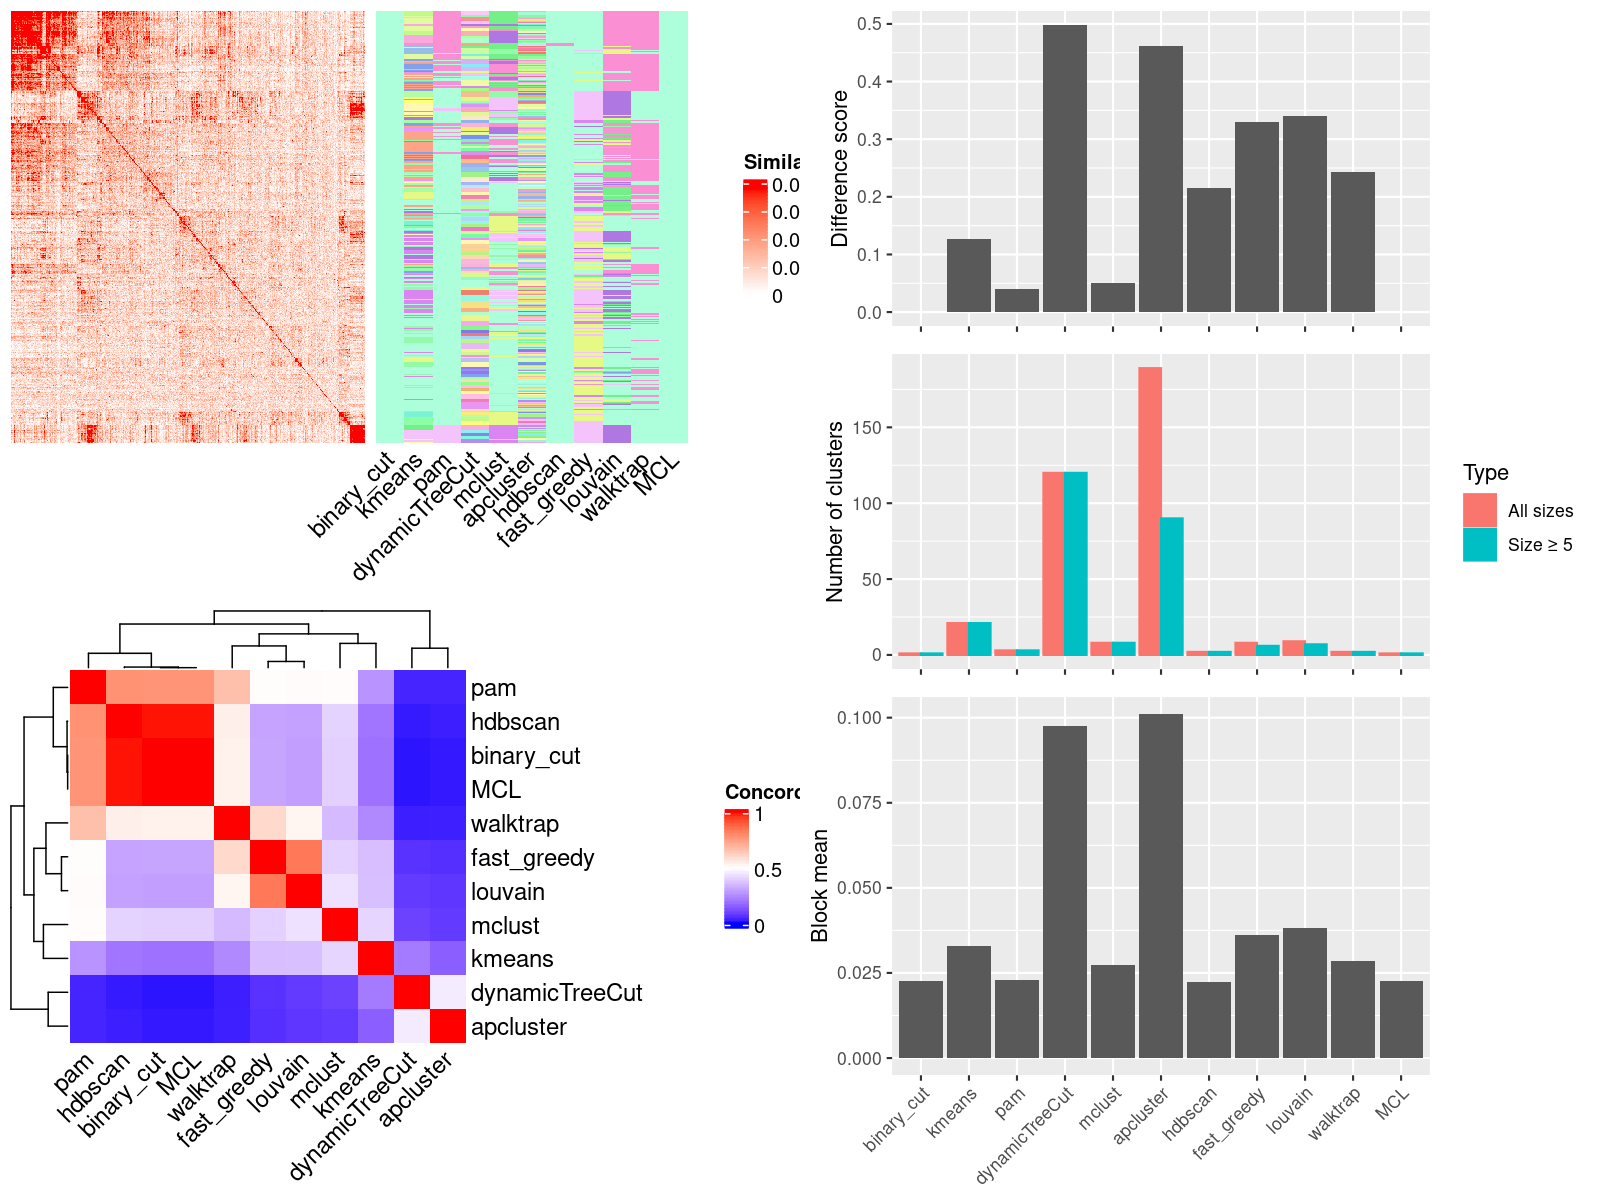 Simila
0.0
0.0
0.0
0.0
0
binary_cut
kmeans
pam
dynamicTreeCut
mclust
apcluster
hdbscan
fast_greedy
louvain
walktrap
MCL
pam
hdbscan
binary_cut
MCL
walktrap
fast_greedy
louvain
mclust
kmeans
dynamicTreeCut
apcluster
pam
hdbscan
binary_cut
MCL
walktrap
fast_greedy
louvain
mclust
kmeans
dynamicTreeCut
apcluster
Concord
1
0.5
0
Difference score
0.5
0.4
0.3
0.2
0.1
0.0
Number of clusters
150
100
50
0
Type
All sizes
Size ≥ 5
Block mean
0.100
0.075
0.050
0.025
0.000
binary_cut
kmeans
pam
dynamicTreeCut
mclust
apcluster
hdbscan
fast_greedy
louvain
walktrap
MCL